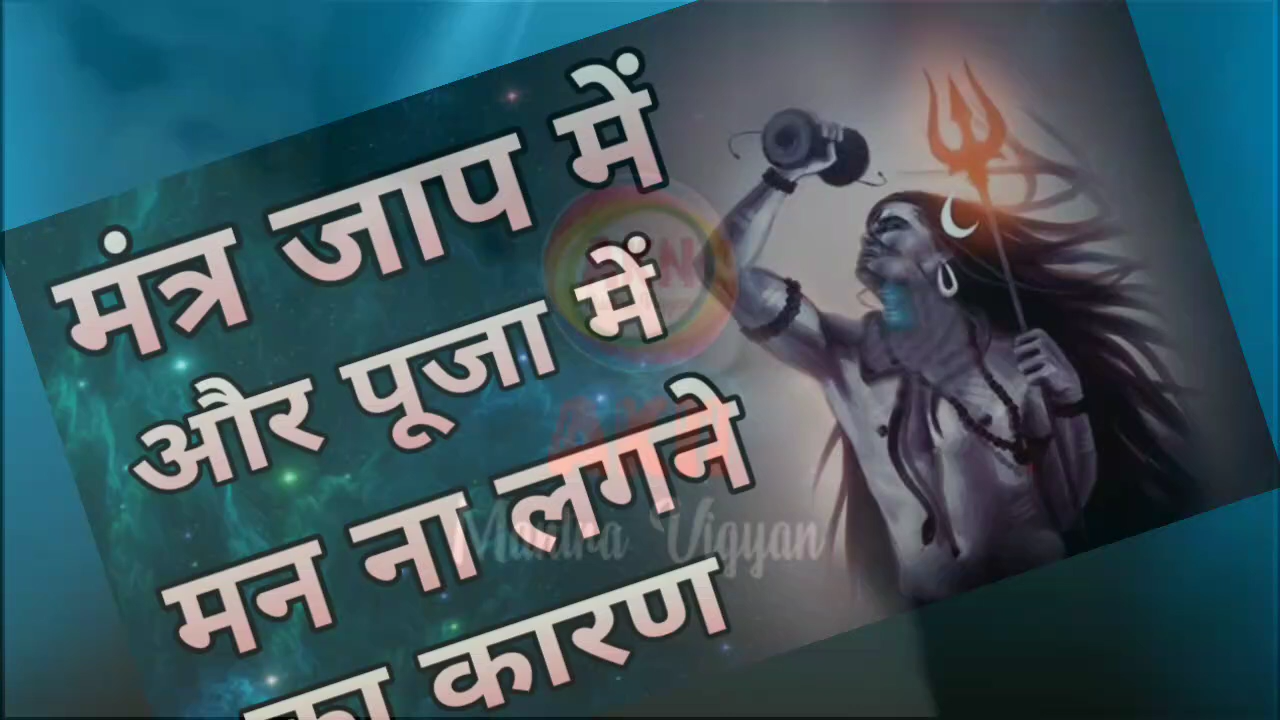 मंत्र जाप में
और पूजा में
मन ना लगने
का कारण
Mantra Vigyan